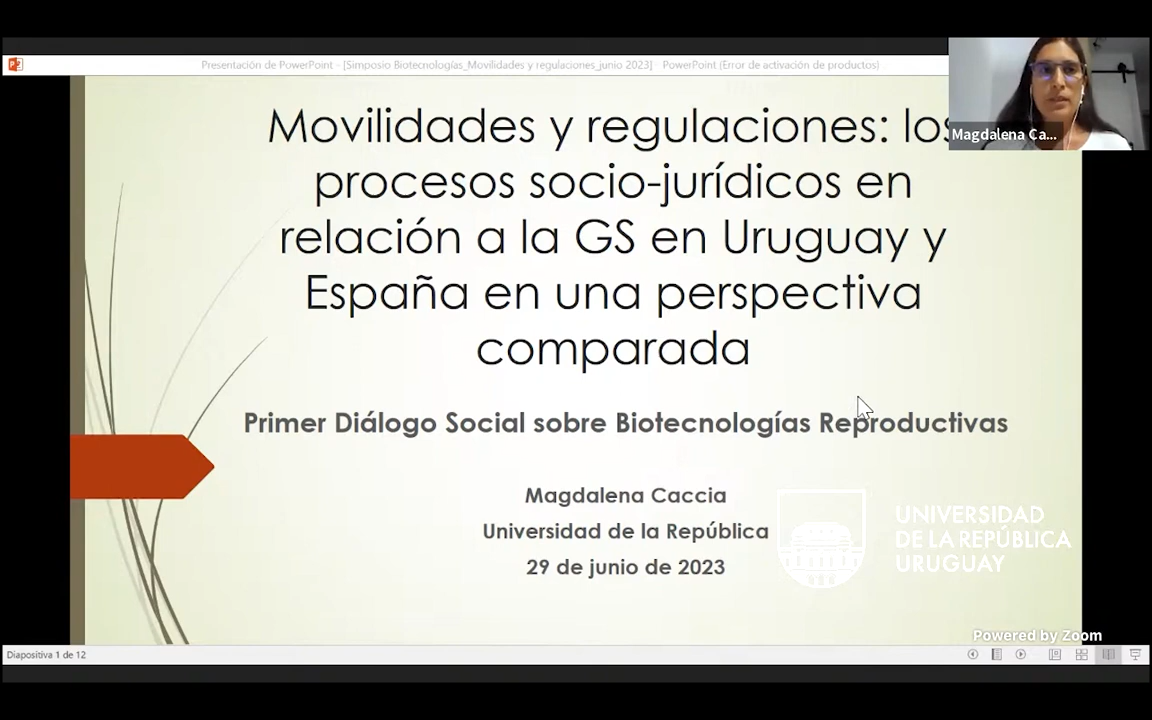 Presentación de PowerPoint - [Simposio Biotecnologías_Movilidades y regulaciones_junio 2023] - PowerPoint (Error de activación de productos)
Magdalena Ca...
Movilidades y regulaciones: los
procesos socio-jurídicos en
relación a la GS en Uruguay y
España en una perspectiva
comparada
Primer Diálogo Social sobre Biotecnologías Reproductivas
Magdalena Caccia
Universidad de la República
29 de junio de 2023
UNIVERSIDAD
DE LA REPÚBLICA
URUGUAY
Powered by Zoom
Diapositiva 1 de 12